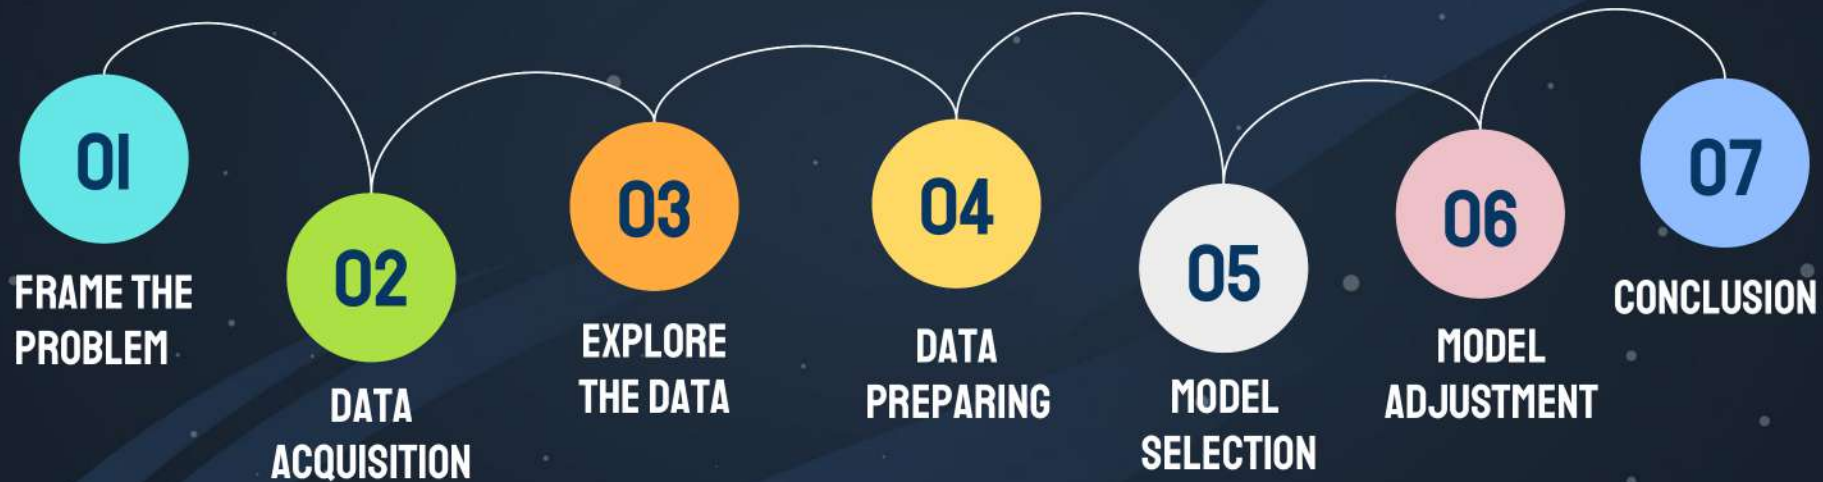 01
FRAME THE
PROBLEM
02
DATA
ACQUISITION
03
EXPLORE
THE DATA
04
DATA
PREPARING
05
MODEL
SELECTION
06
MODEL
ADJUSTMENT
07
CONCLUSION